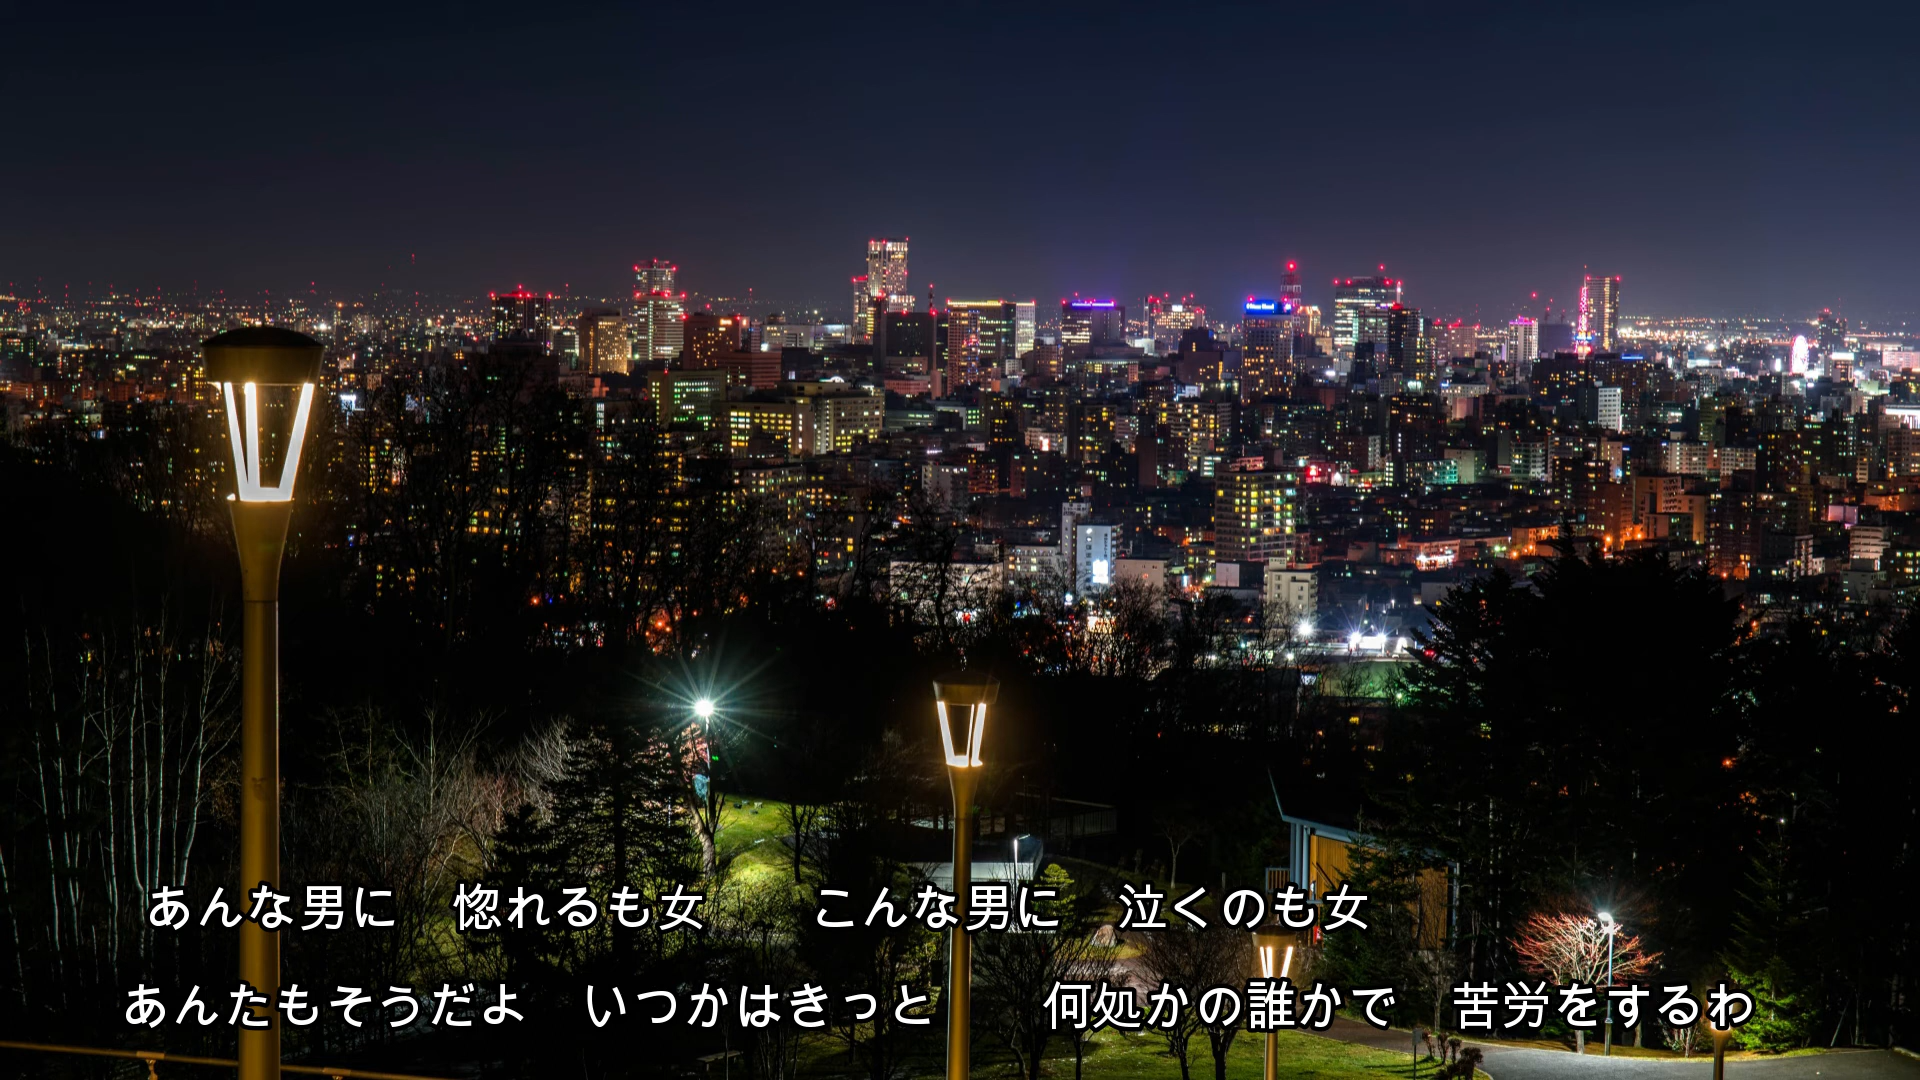 あんな男に　惚れるも女　　こんな男に　泣くのも女
あんたもそうだよ　いつかはきっと　　何処かの誰かで　苦労をするわ